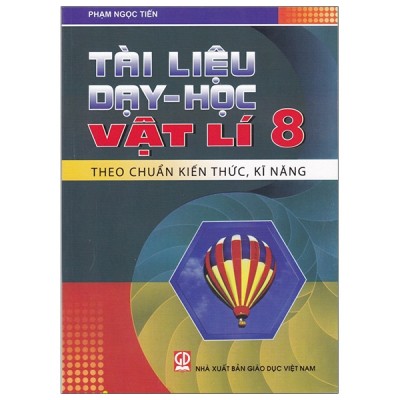 PHẠM NGỌC TIẾN
TÀI LIỆU
DẠY-HỌC
VẬT LÍ 8
THEO CHUẨN KIẾN THỨC, KĨ NĂNG
GD
NHÀ XUẤT BẢN GIÁO DỤC VIỆT NAM